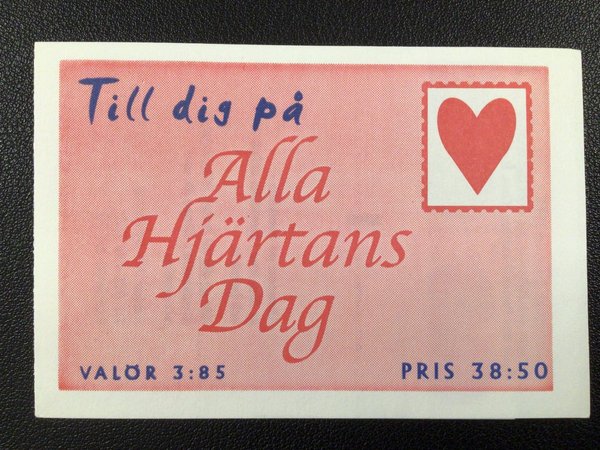 Till dig på
Alla
Hjärtans
Dag
VALÖR 3:85
PRIS 38:50